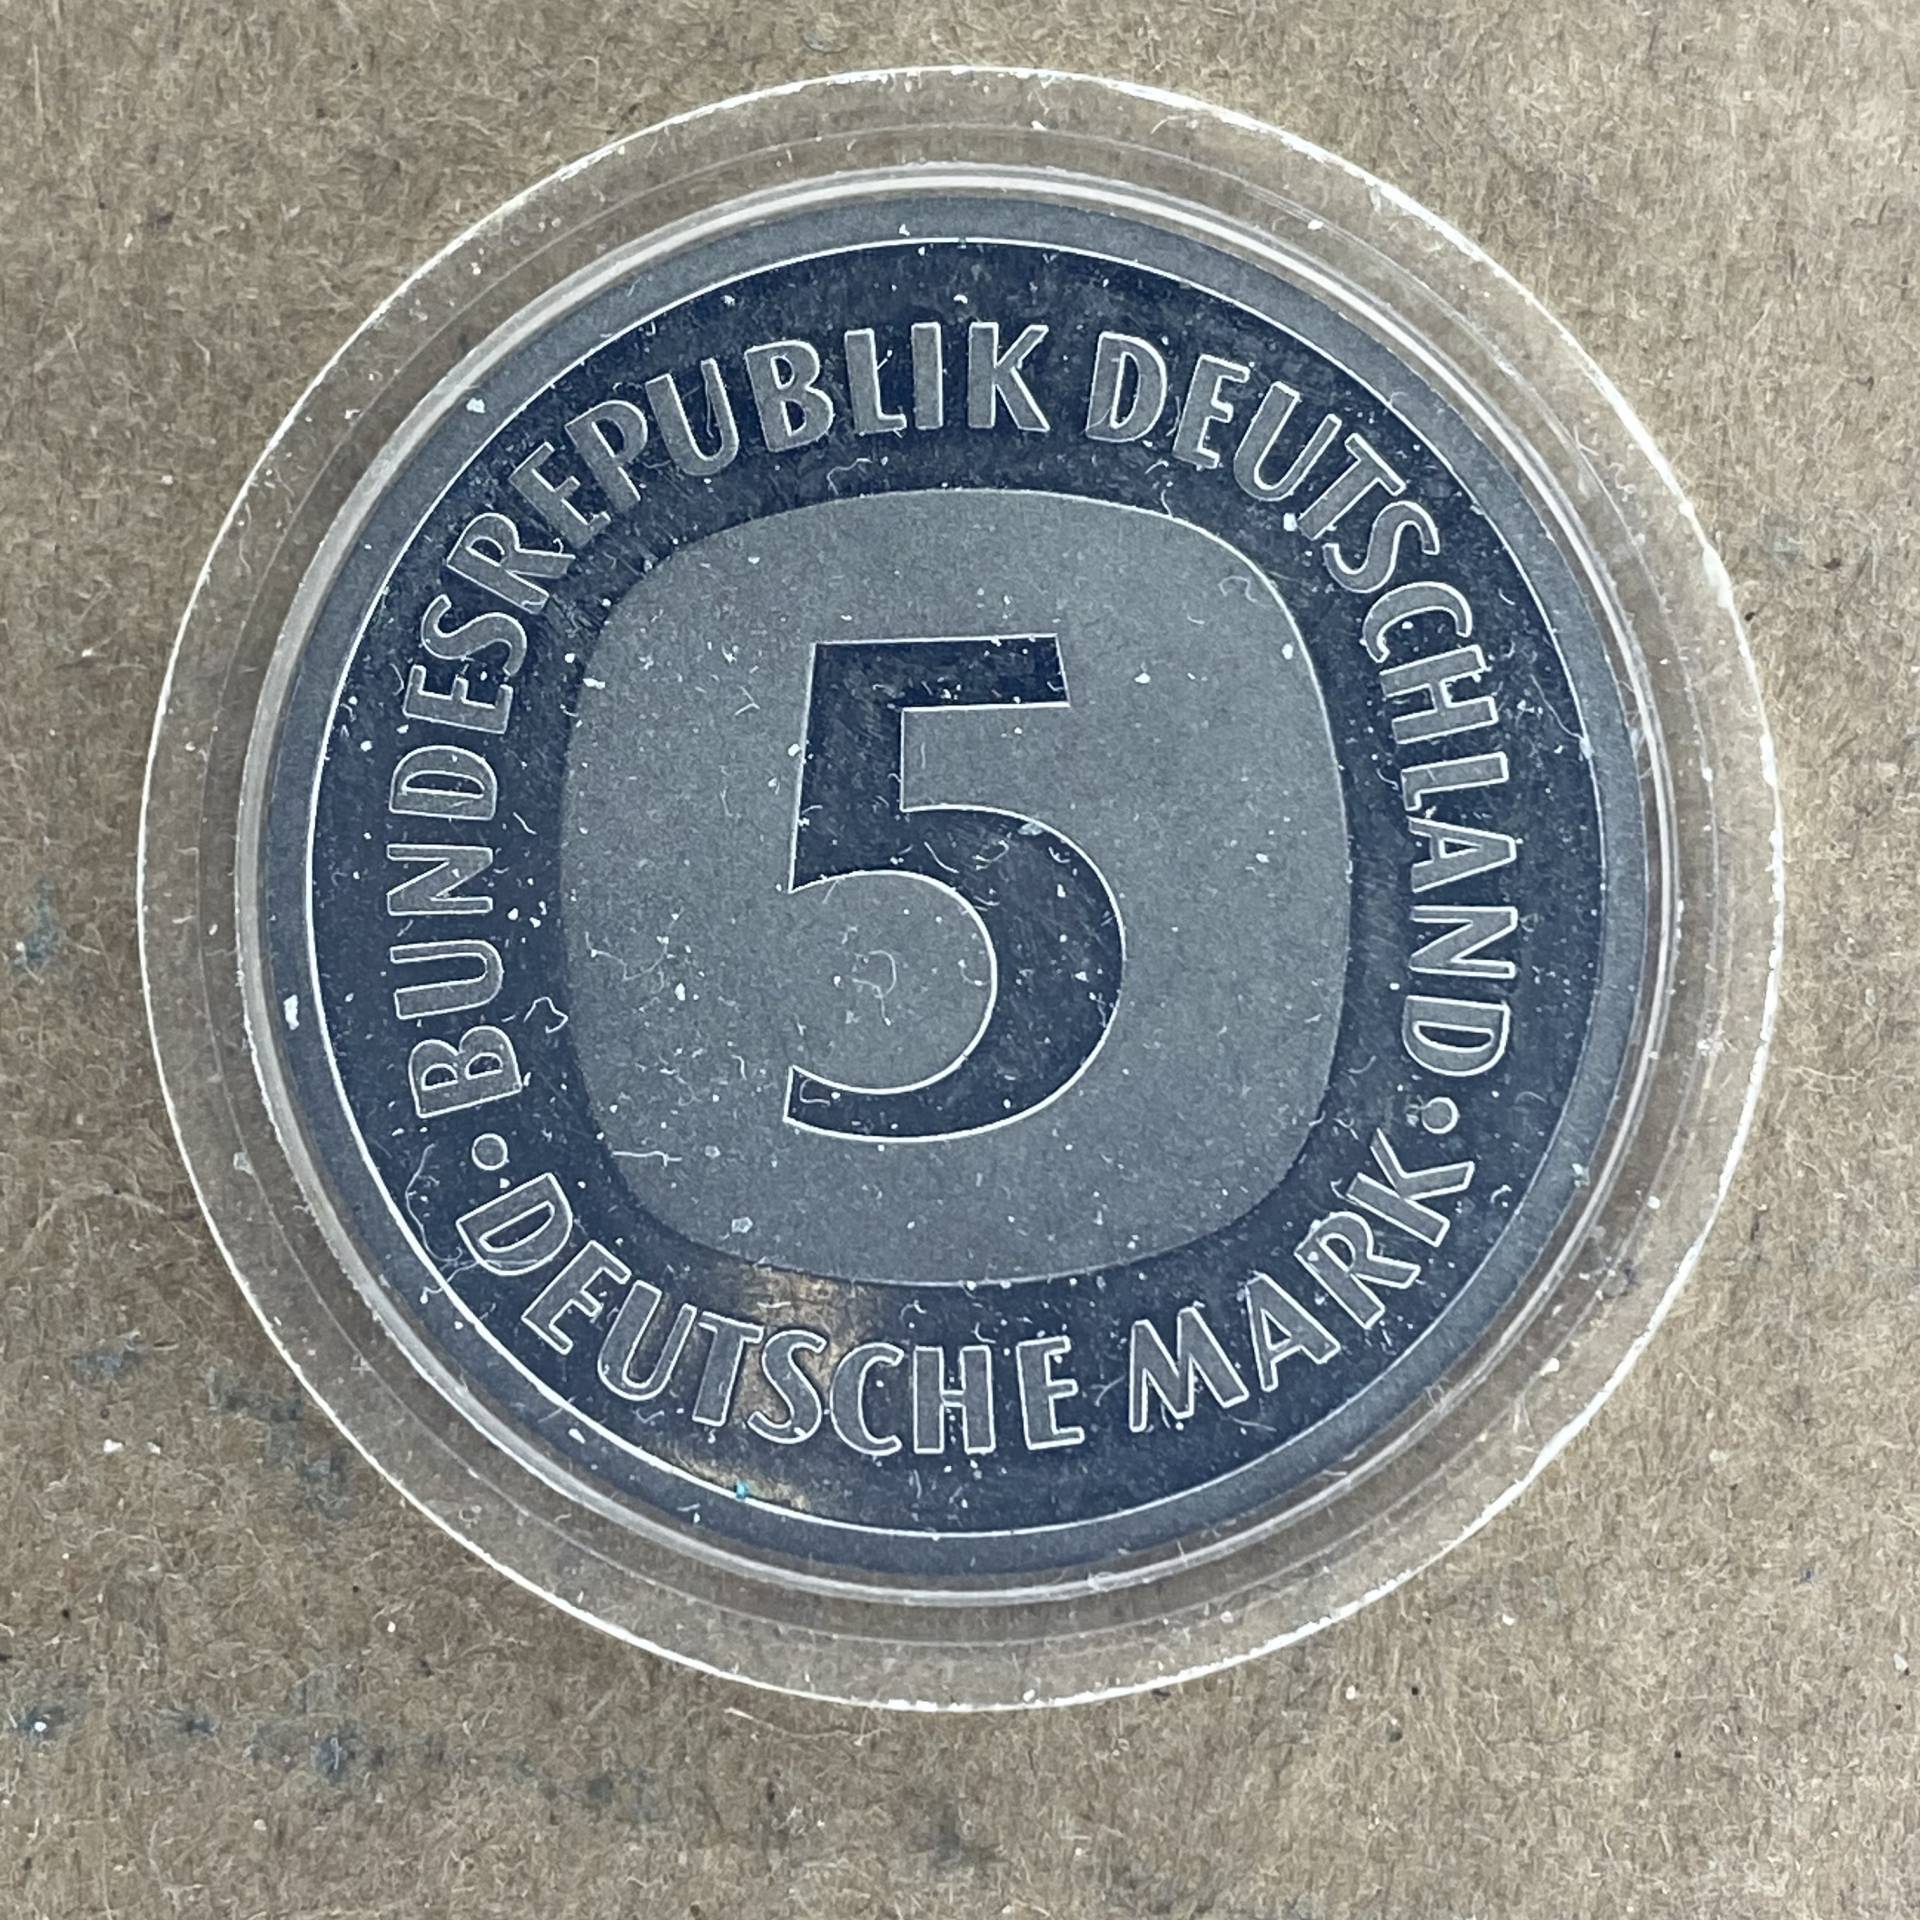 BUNDESREPUBLIK DEUTSCHLAND
5
• DEUTSCHE MARK •